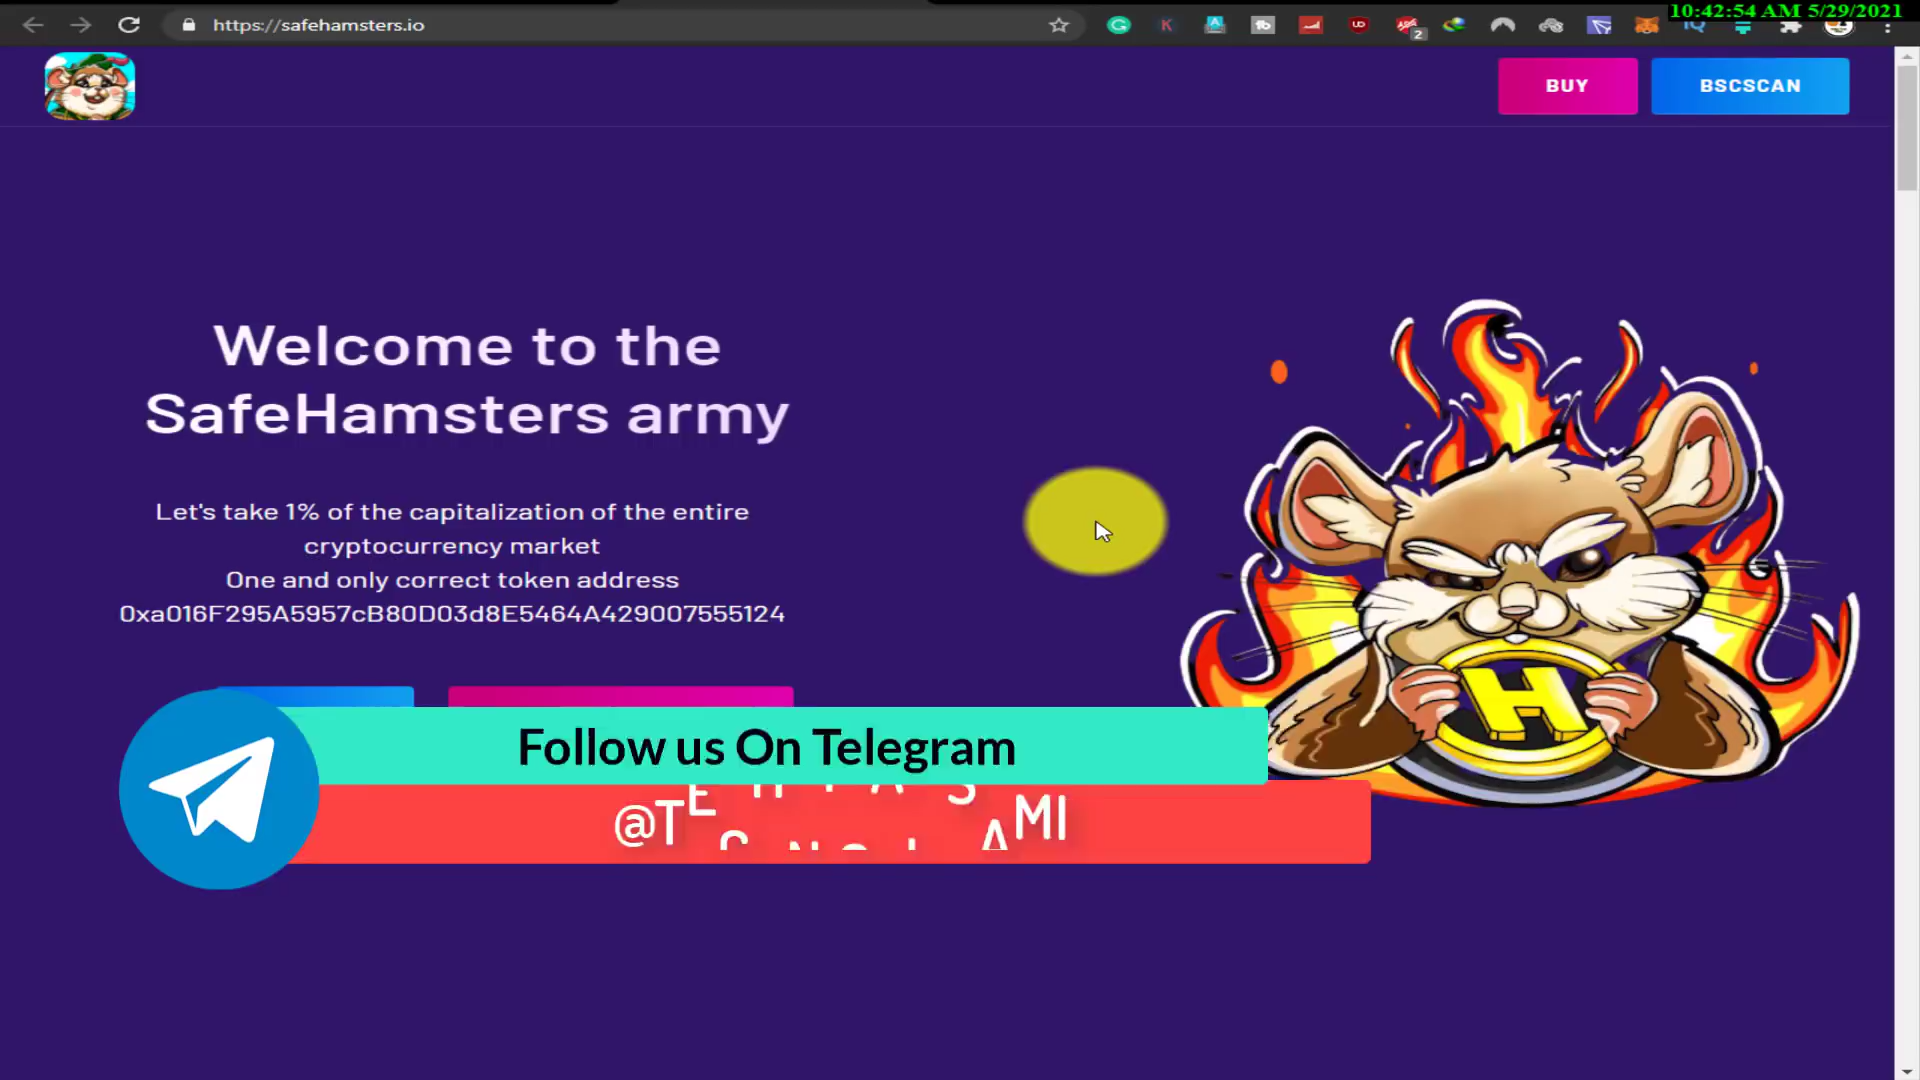 10:42:54 AM 5/29/2021
https://safehamsters.io
BUY
BSCSCAN
Welcome to the
SafeHamsters army
Let's take 1% of the capitalization of the entire
cryptocurrency market
One and only correct token address
0xa016F295A5957cB80D03d8E5464A429007555124
Follow us On Telegram
H
2